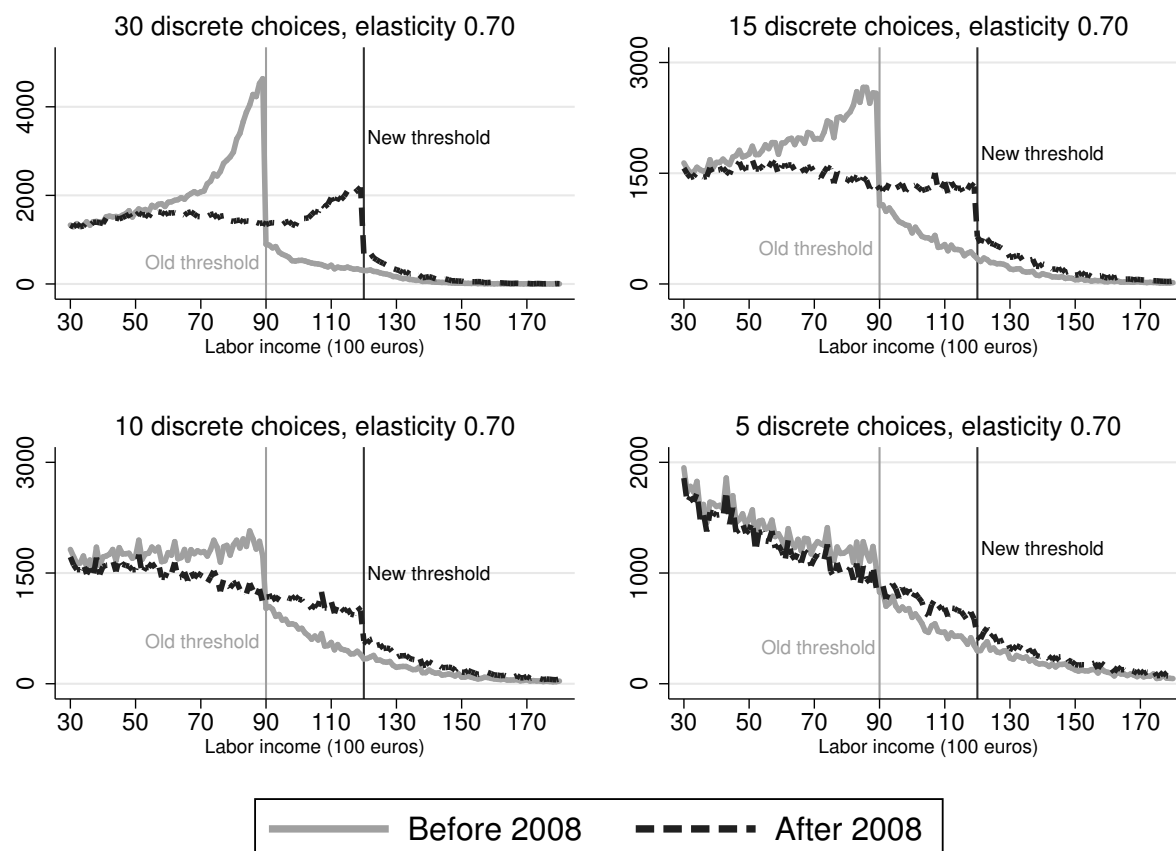 30 discrete choices, elasticity 0.70
4000
2000
0
New threshold
Old threshold
30 50 70 90 110 130 150 170
Labor income (100 euros)
15 discrete choices, elasticity 0.70
3000
1500
0
New threshold
Old threshold
30 50 70 90 110 130 150 170
Labor income (100 euros)
10 discrete choices, elasticity 0.70
3000
1500
0
New threshold
Old threshold
30 50 70 90 110 130 150 170
Labor income (100 euros)
5 discrete choices, elasticity 0.70
2000
1000
0
New threshold
Old threshold
30 50 70 90 110 130 150 170
Labor income (100 euros)
Before 2008 After 2008